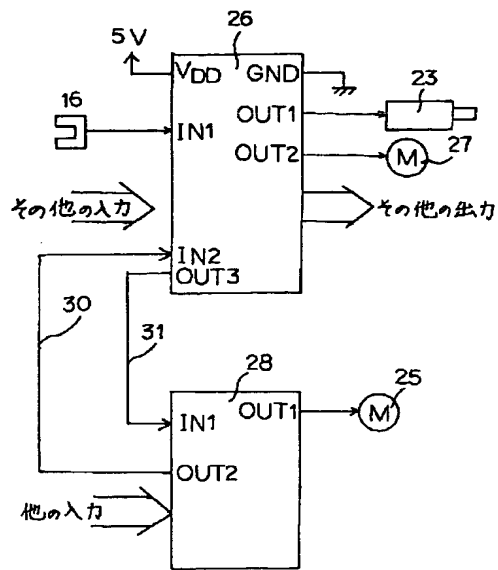 5V
26
VDD
GND
23
16
OUT1
IN1
OUT2
M
27
その他の入力
その他の出力
IN2
OUT3
30
31
28
25
IN1
OUT1
M
OUT2
他の入力